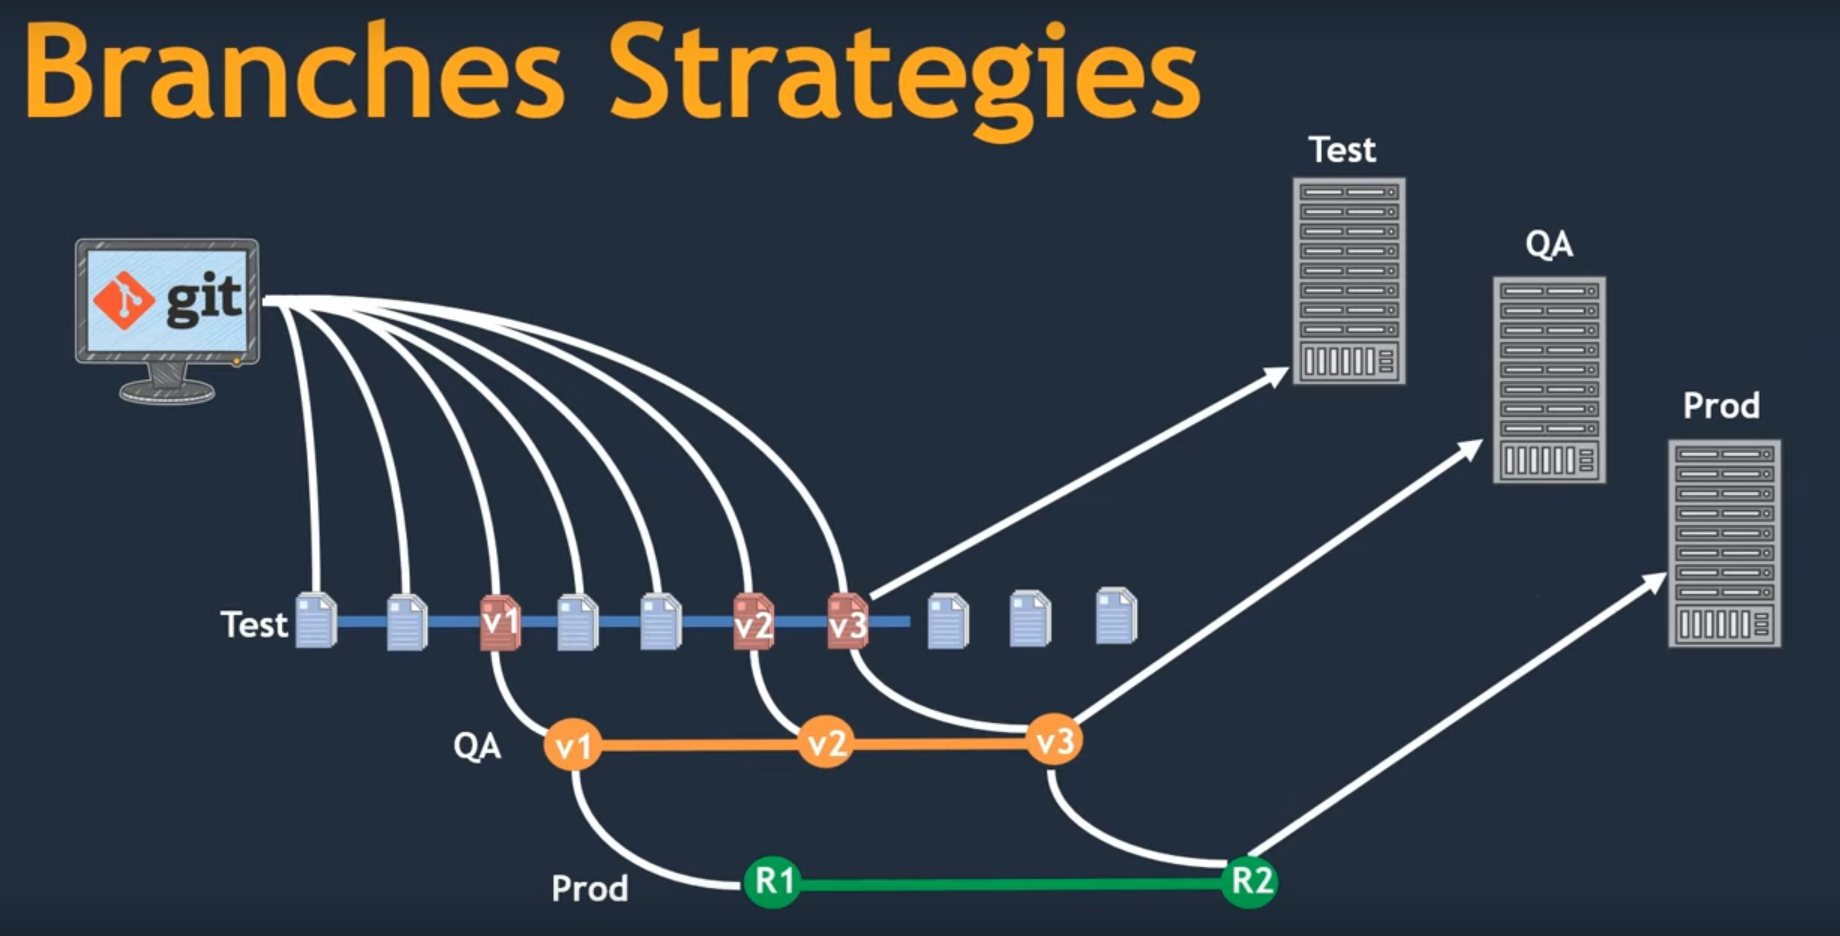 Branches Strategies
Test
QA
git
Prod
Test
v1
v2
v3
QA
v1
v2
v3
Prod
R1
R2